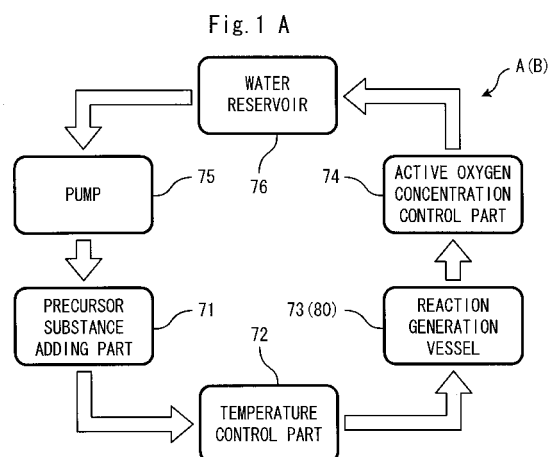 Fig.1 A
WATER
RESERVOIR
A(B)
75
76
74
PUMP
ACTIVE OXYGEN
CONCENTRATION
CONTROL PART
PRECURSOR
SUBSTANCE
ADDING PART
71
72
73(80)
REACTION
GENERATION
VESSEL
TEMPERATURE
CONTROL PART